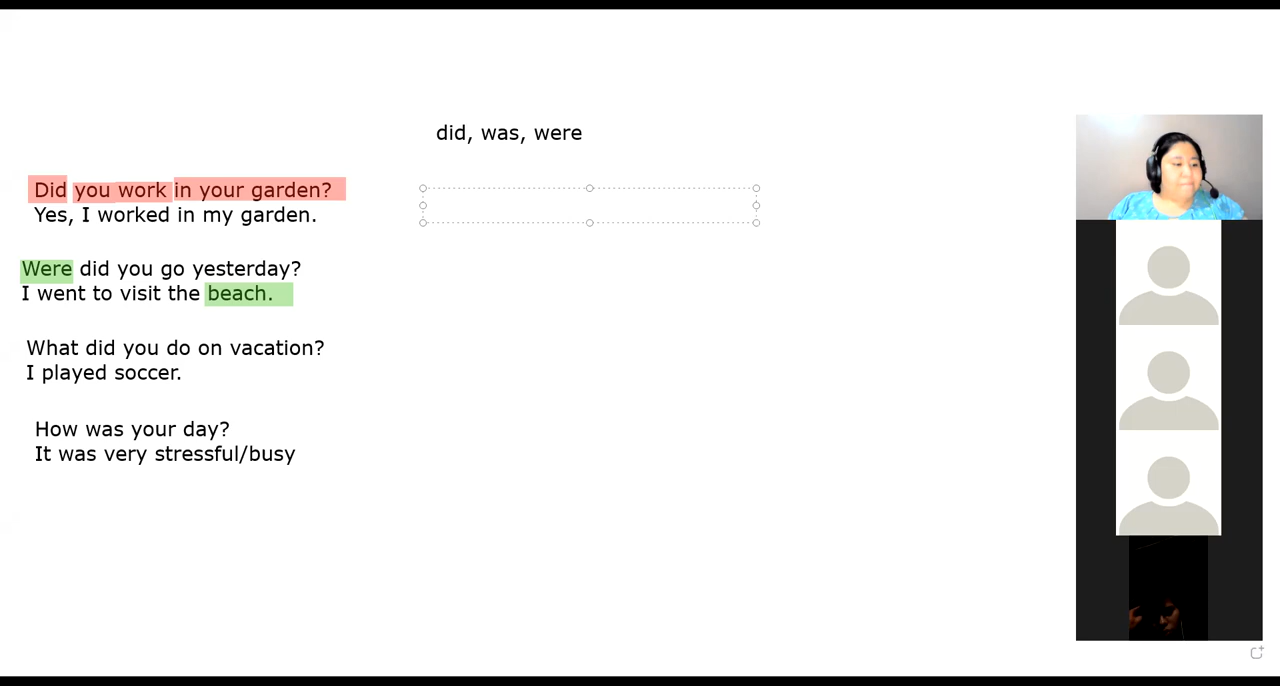 did, was, were
Did you work in your garden?
Yes, I worked in my garden.
Were did you go yesterday?
I went to visit the beach.
What did you do on vacation?
I played soccer.
How was your day?
It was very stressful/busy